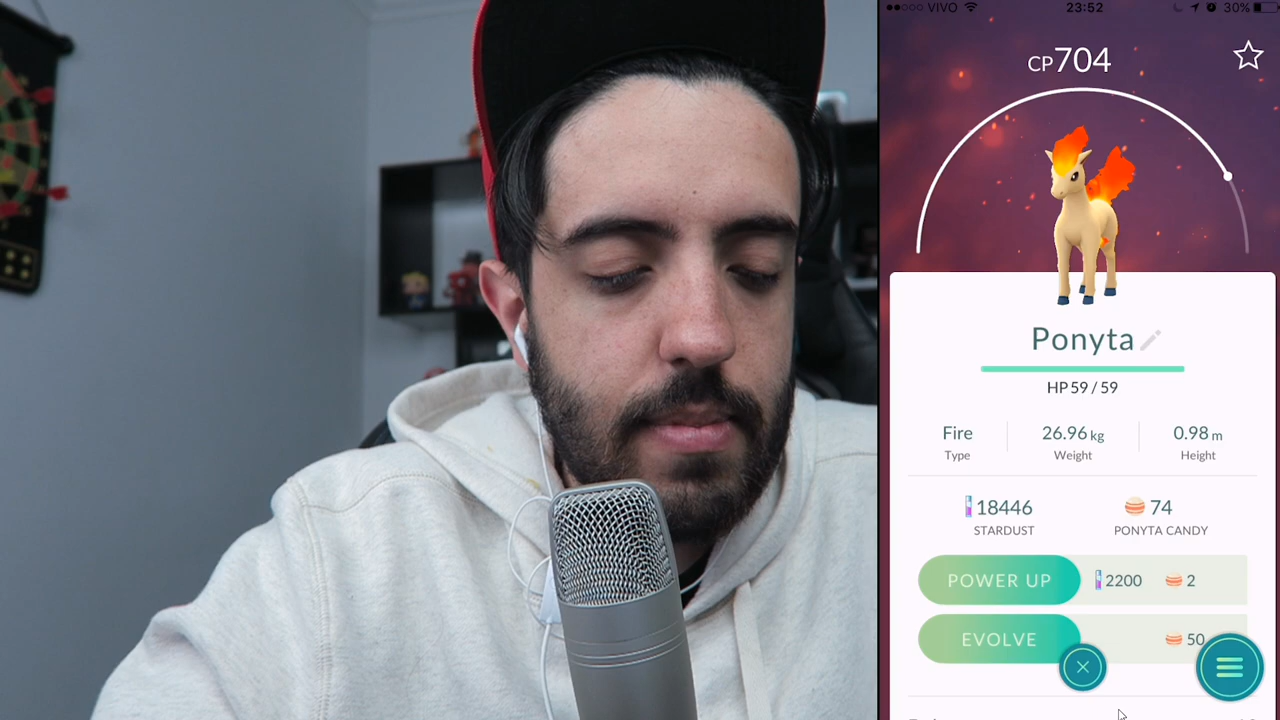 VIVO 23:52 30%
CP704
Ponyta
HP 59 / 59
Fire 26.96 kg 0.98 m
Type Weight Height
18446 74
STARDUST PONYTA CANDY
POWER UP 2200 2
EVOLVE 50